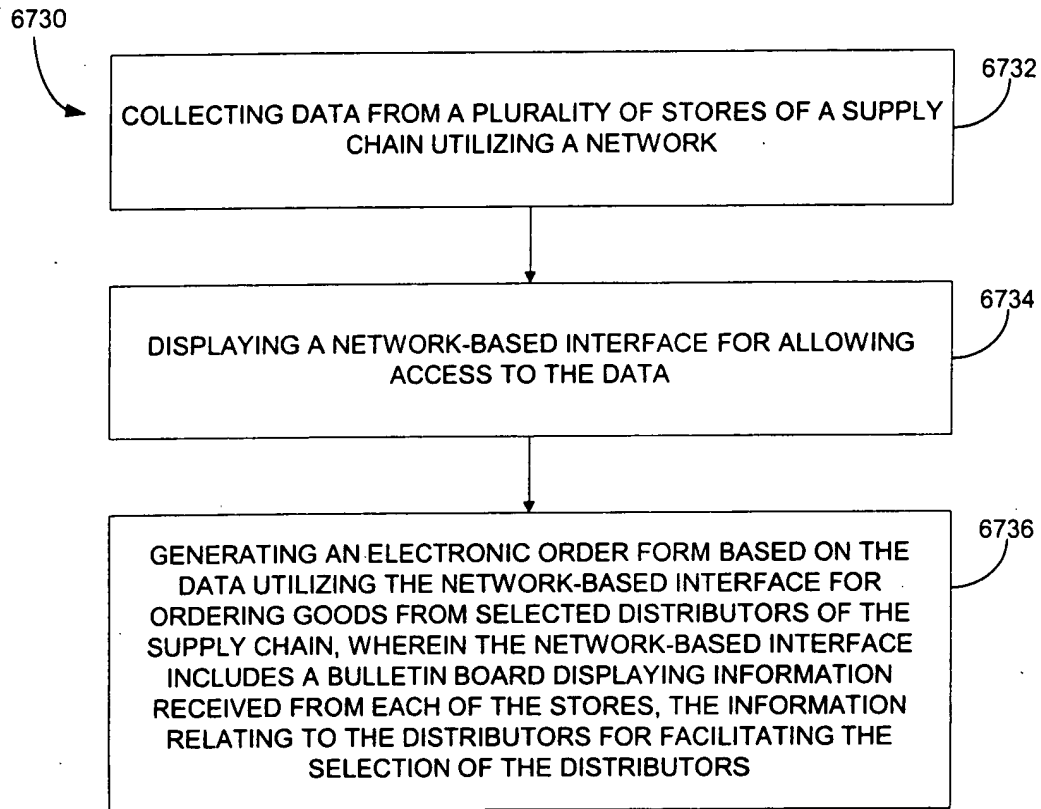 6730
6732
COLLECTING DATA FROM A PLURALITY OF STORES OF A SUPPLY
CHAIN UTILIZING A NETWORK
6734
DISPLAYING A NETWORK-BASED INTERFACE FOR ALLOWING
ACCESS TO THE DATA
6736
GENERATING AN ELECTRONIC ORDER FORM BASED ON THE
DATA UTILIZING THE NETWORK-BASED INTERFACE FOR
ORDERING GOODS FROM SELECTED DISTRIBUTORS OF THE
SUPPLY CHAIN, WHEREIN THE NETWORK-BASED INTERFACE
INCLUDES A BULLETIN BOARD DISPLAYING INFORMATION
RECEIVED FROM EACH OF THE STORES, THE INFORMATION
RELATING TO THE DISTRIBUTORS FOR FACILITATING THE
SELECTION OF THE DISTRIBUTORS